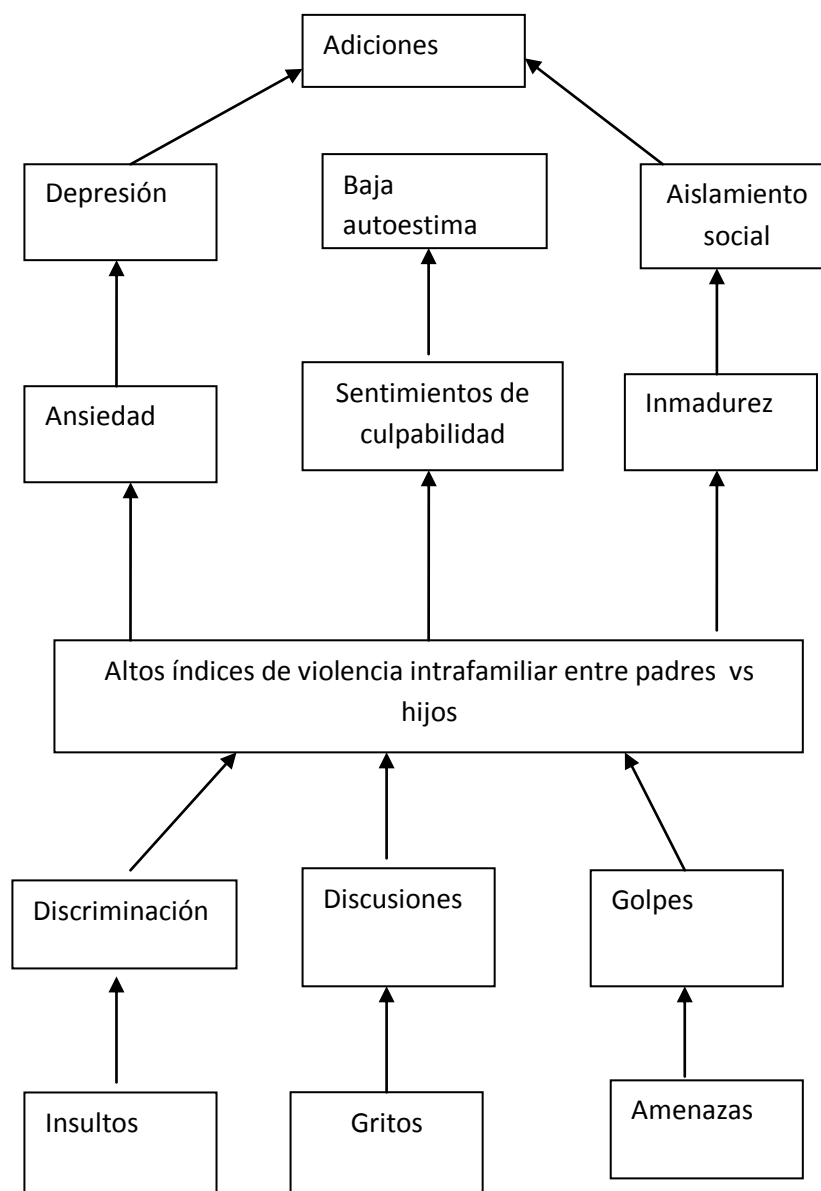 Adiciones
Depresión
Baja
autoestima
Aislamiento
social
Ansiedad
Sentimientos de
culpabilidad
Inmadurez
Altos índices de violencia intrafamiliar entre padres  vs
hijos
Discriminación
Discusiones
Golpes
Insultos
Gritos
Amenazas